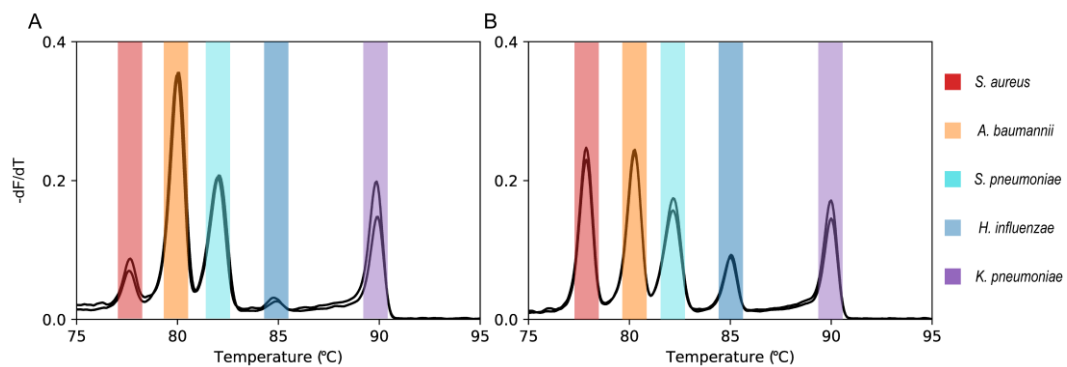 A
B
0.4
0.2
0.0
-dF/dT
75
80
85
90
95
Temperature (℃)
0.4
0.2
0.0
75
80
85
90
95
Temperature (℃)
S. aureus
A. baumannii
S. pneumoniae
H. influenzae
K. pneumoniae